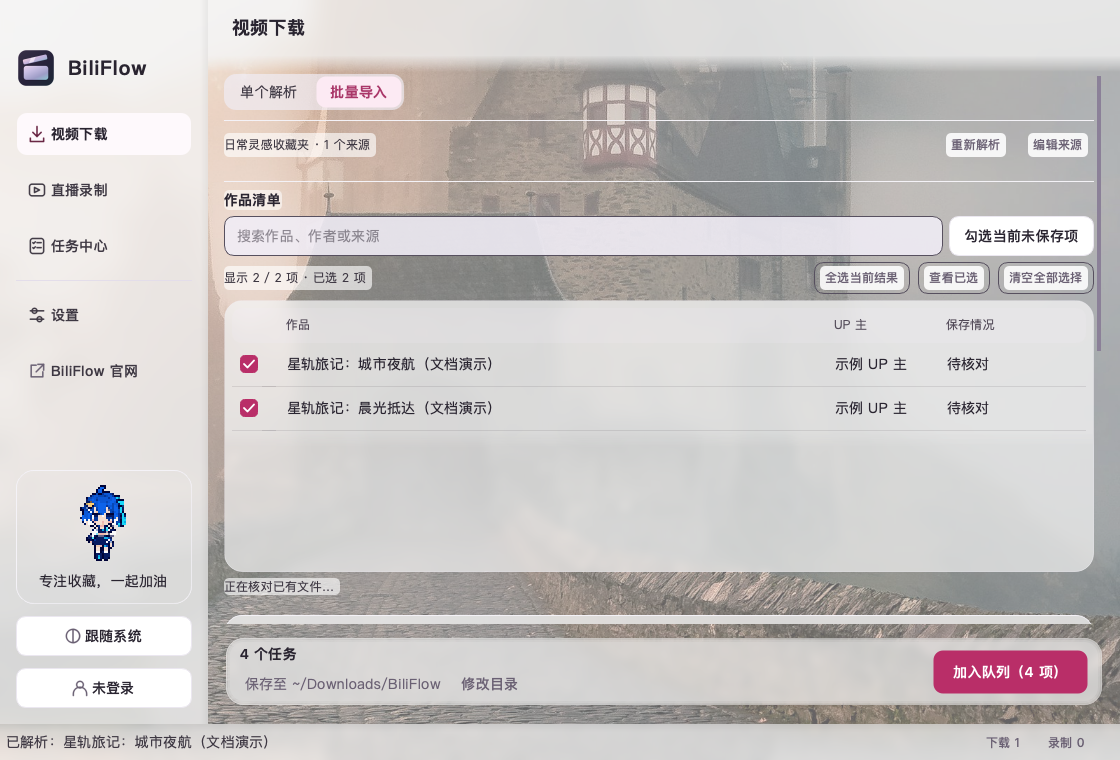 视频下载
BiliFlow
视频下载
直播录制
任务中心
设置
BiliFlow 官网
专注收藏，一起加油
跟随系统
未登录
单个解析 批量导入
日常灵感收藏夹 · 1 个来源 重新解析 编辑来源
作品清单
搜索作品、作者或来源 勾选当前未保存项
显示 2 / 2 项 · 已选 2 项 全选当前结果 查看已选 清空全部选择
作品 UP 主 保存情况
星轨旅记：城市夜航（文档演示） 示例 UP 主 待核对
星轨旅记：晨光抵达（文档演示） 示例 UP 主 待核对
正在核对已有文件...
4 个任务
保存至 ~/Downloads/BiliFlow 修改目录
加入队列（4 项）
已解析：星轨旅记：城市夜航（文档演示） 下载 1 录制 0